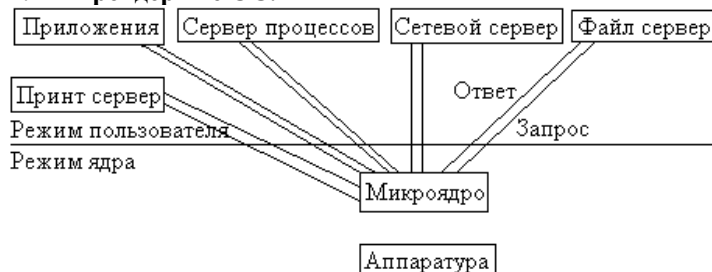 Приложения
Сервер процессов
Сетевой сервер
Файл сервер
Принт сервер
Ответ
Режим пользователя
Запрос
Режим ядра
Микроядро
Аппаратура